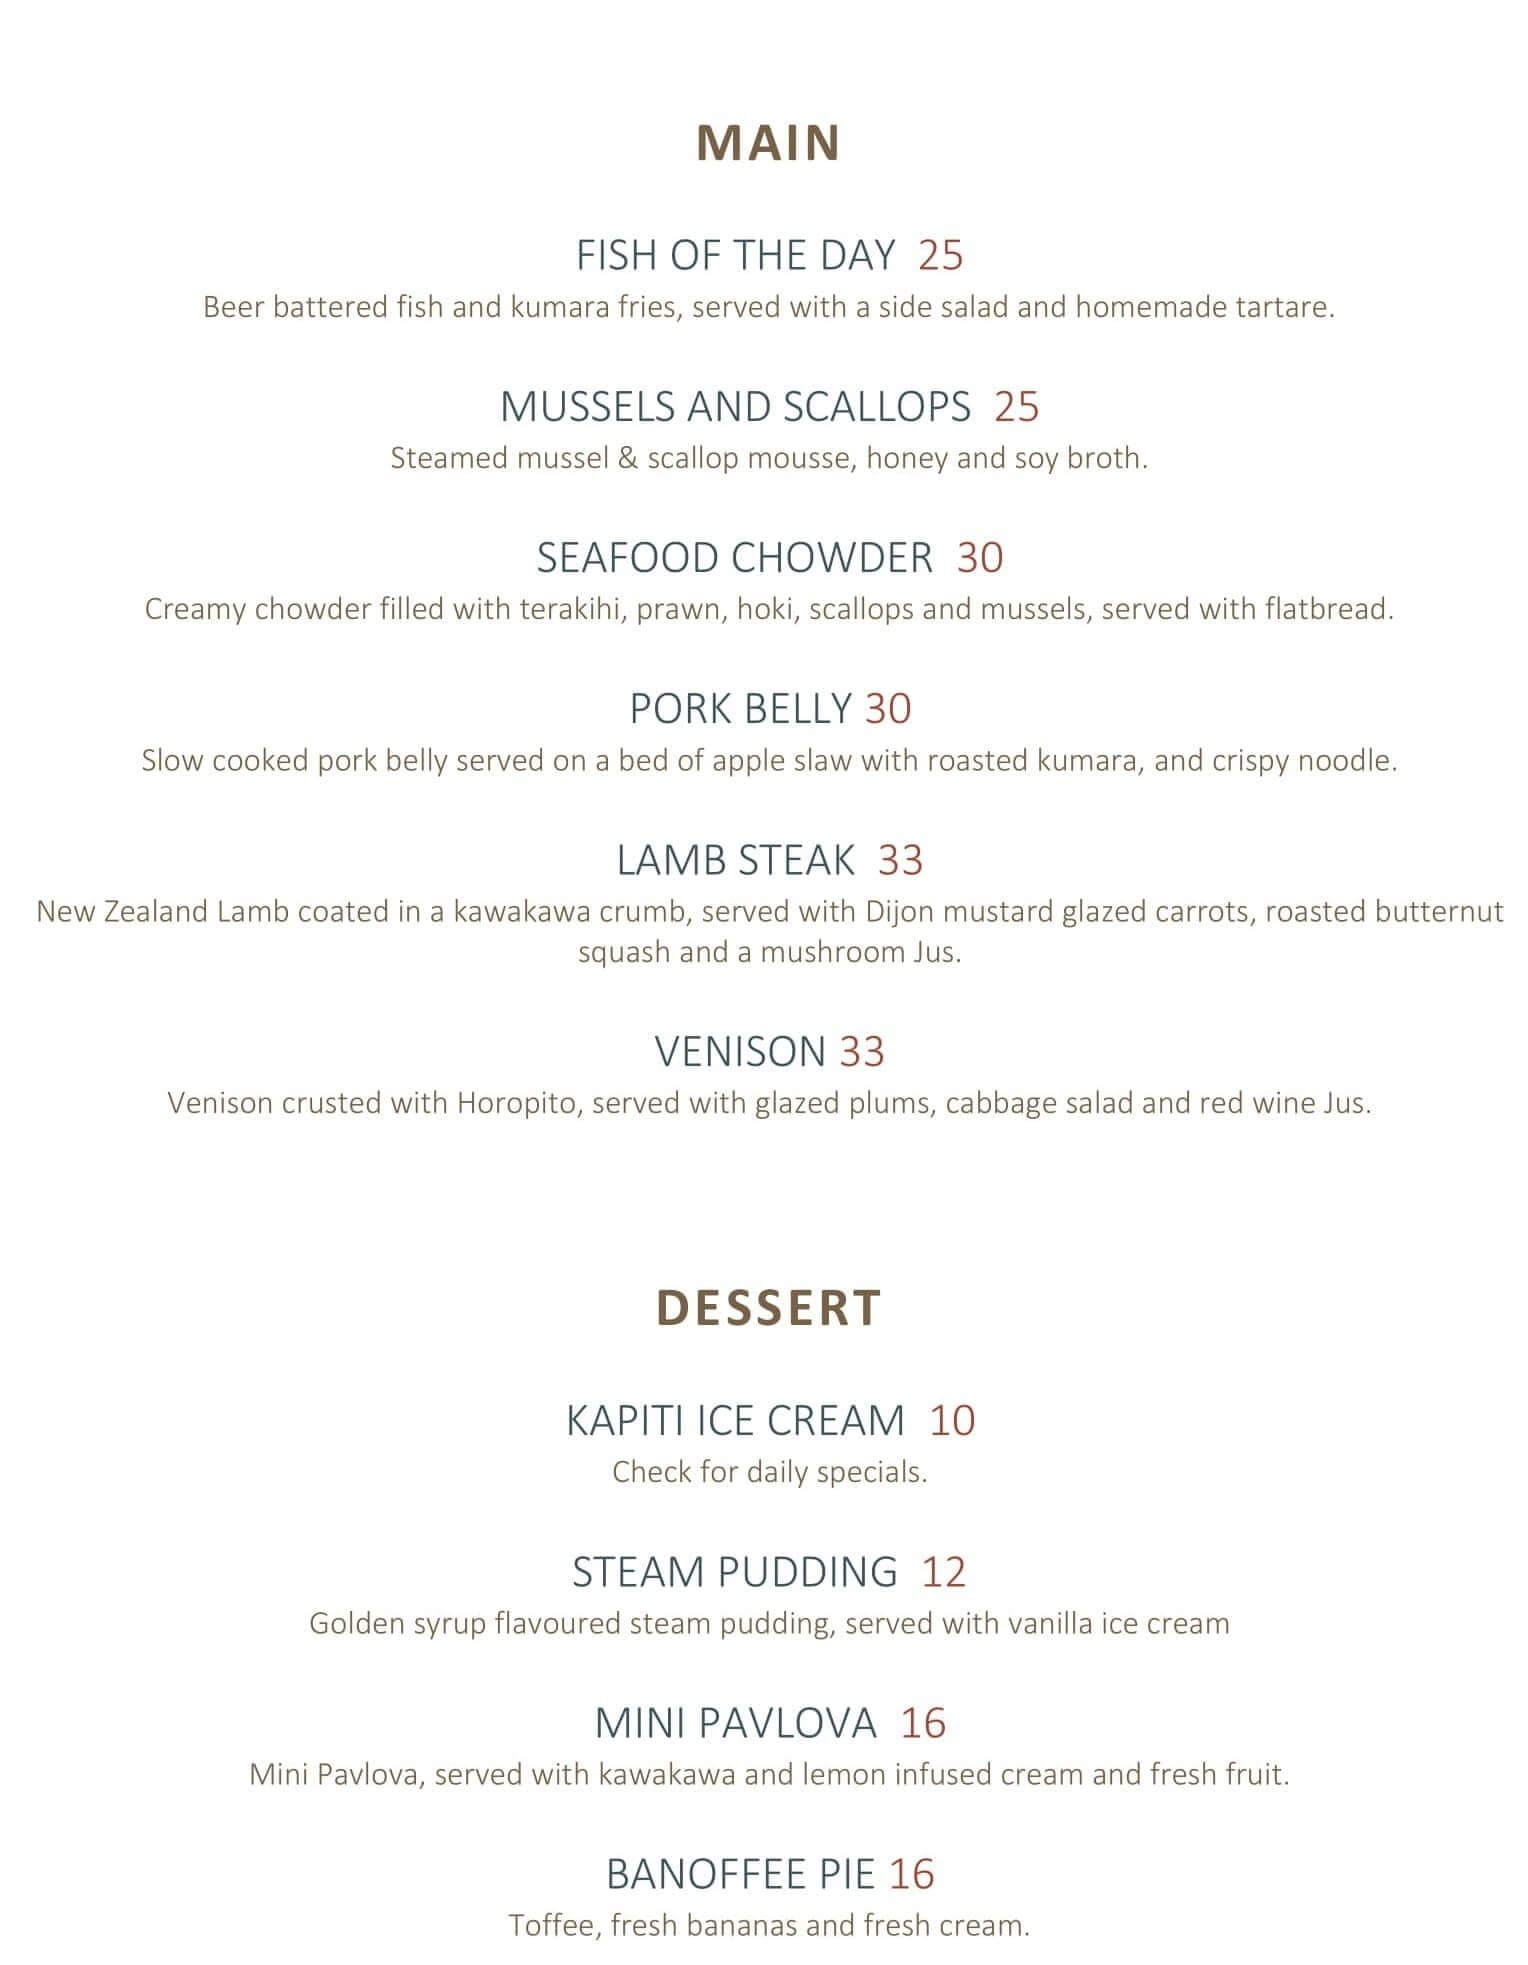 MAIN
FISH OF THE DAY 25
Beer battered fish and kumara fries, served with a side salad and homemade tartare.
MUSSELS AND SCALLOPS 25
Steamed mussel & scallop mousse, honey and soy broth.
SEAFOOD CHOWDER 30
Creamy chowder filled with terakihi, prawn, hoki, scallops and mussels, served with flatbread.
PORK BELLY 30
Slow cooked pork belly served on a bed of apple slaw with roasted kumara, and crispy noodle.
LAMB STEAK 33
New Zealand Lamb coated in a kawakawa crumb, served with Dijon mustard glazed carrots, roasted butternut
squash and a mushroom Jus.
VENISON 33
Venison crusted with Horopito, served with glazed plums, cabbage salad and red wine Jus.
DESSERT
KAPITI ICE CREAM 10
Check for daily specials.
STEAM PUDDING 12
Golden syrup flavoured steam pudding, served with vanilla ice cream
MINI PAVLOVA 16
Mini Pavlova, served with kawakawa and lemon infused cream and fresh fruit.
BANOFFEE PIE 16
Toffee, fresh bananas and fresh cream.